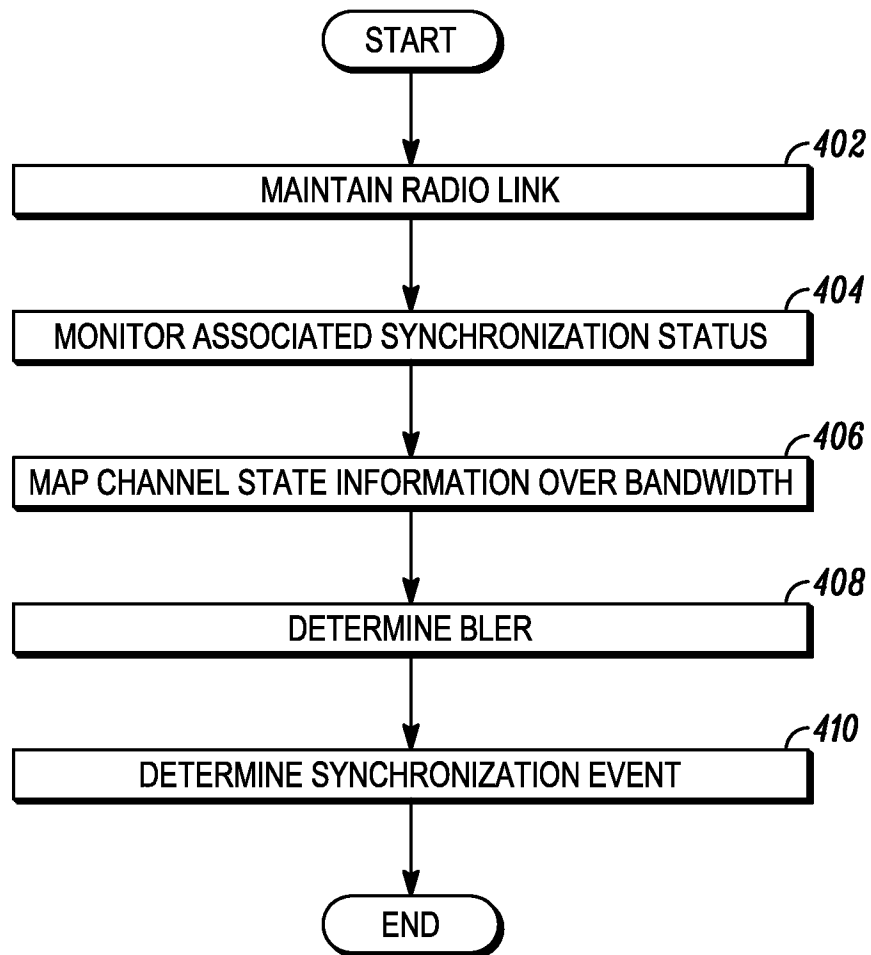 START
402
MAINTAIN RADIO LINK
404
MONITOR ASSOCIATED SYNCHRONIZATION STATUS
406
MAP CHANNEL STATE INFORMATION OVER BANDWIDTH
408
DETERMINE BLER
410
DETERMINE SYNCHRONIZATION EVENT
END